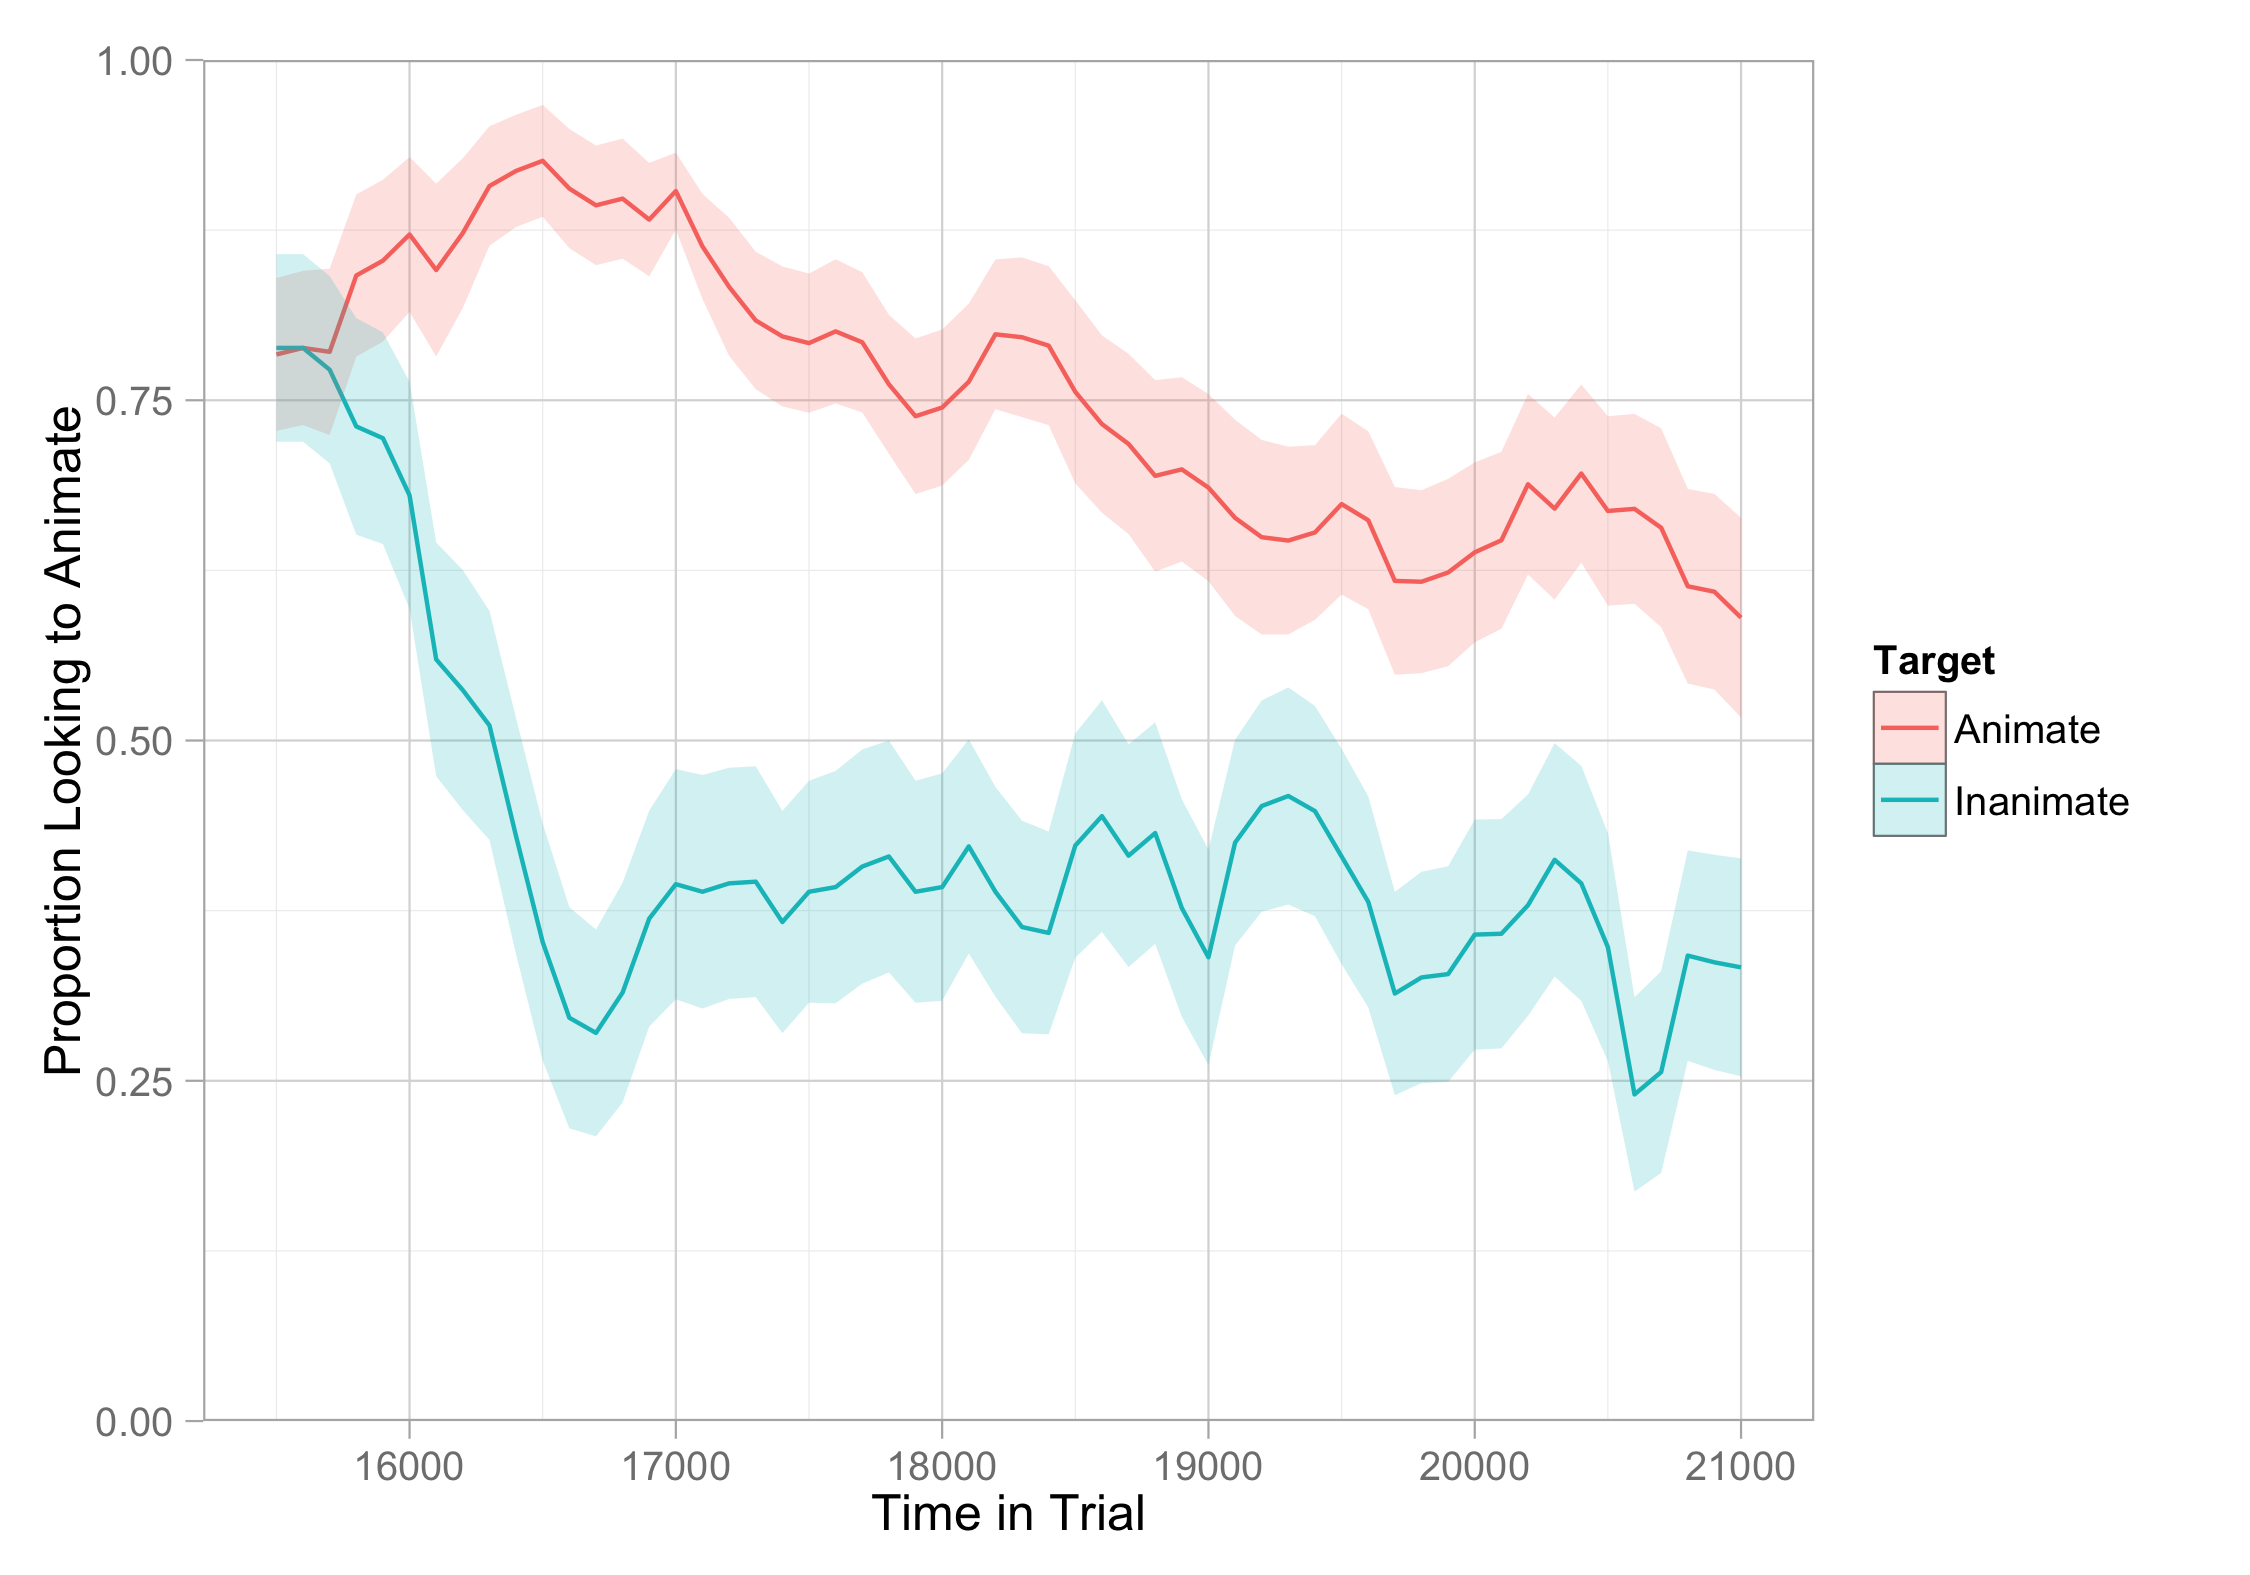 Proportion Looking to Animate
1.00
0.75
0.50
0.25
0.00
16000
17000
18000
19000
20000
21000
Time in Trial
Target
Animate
Inanimate